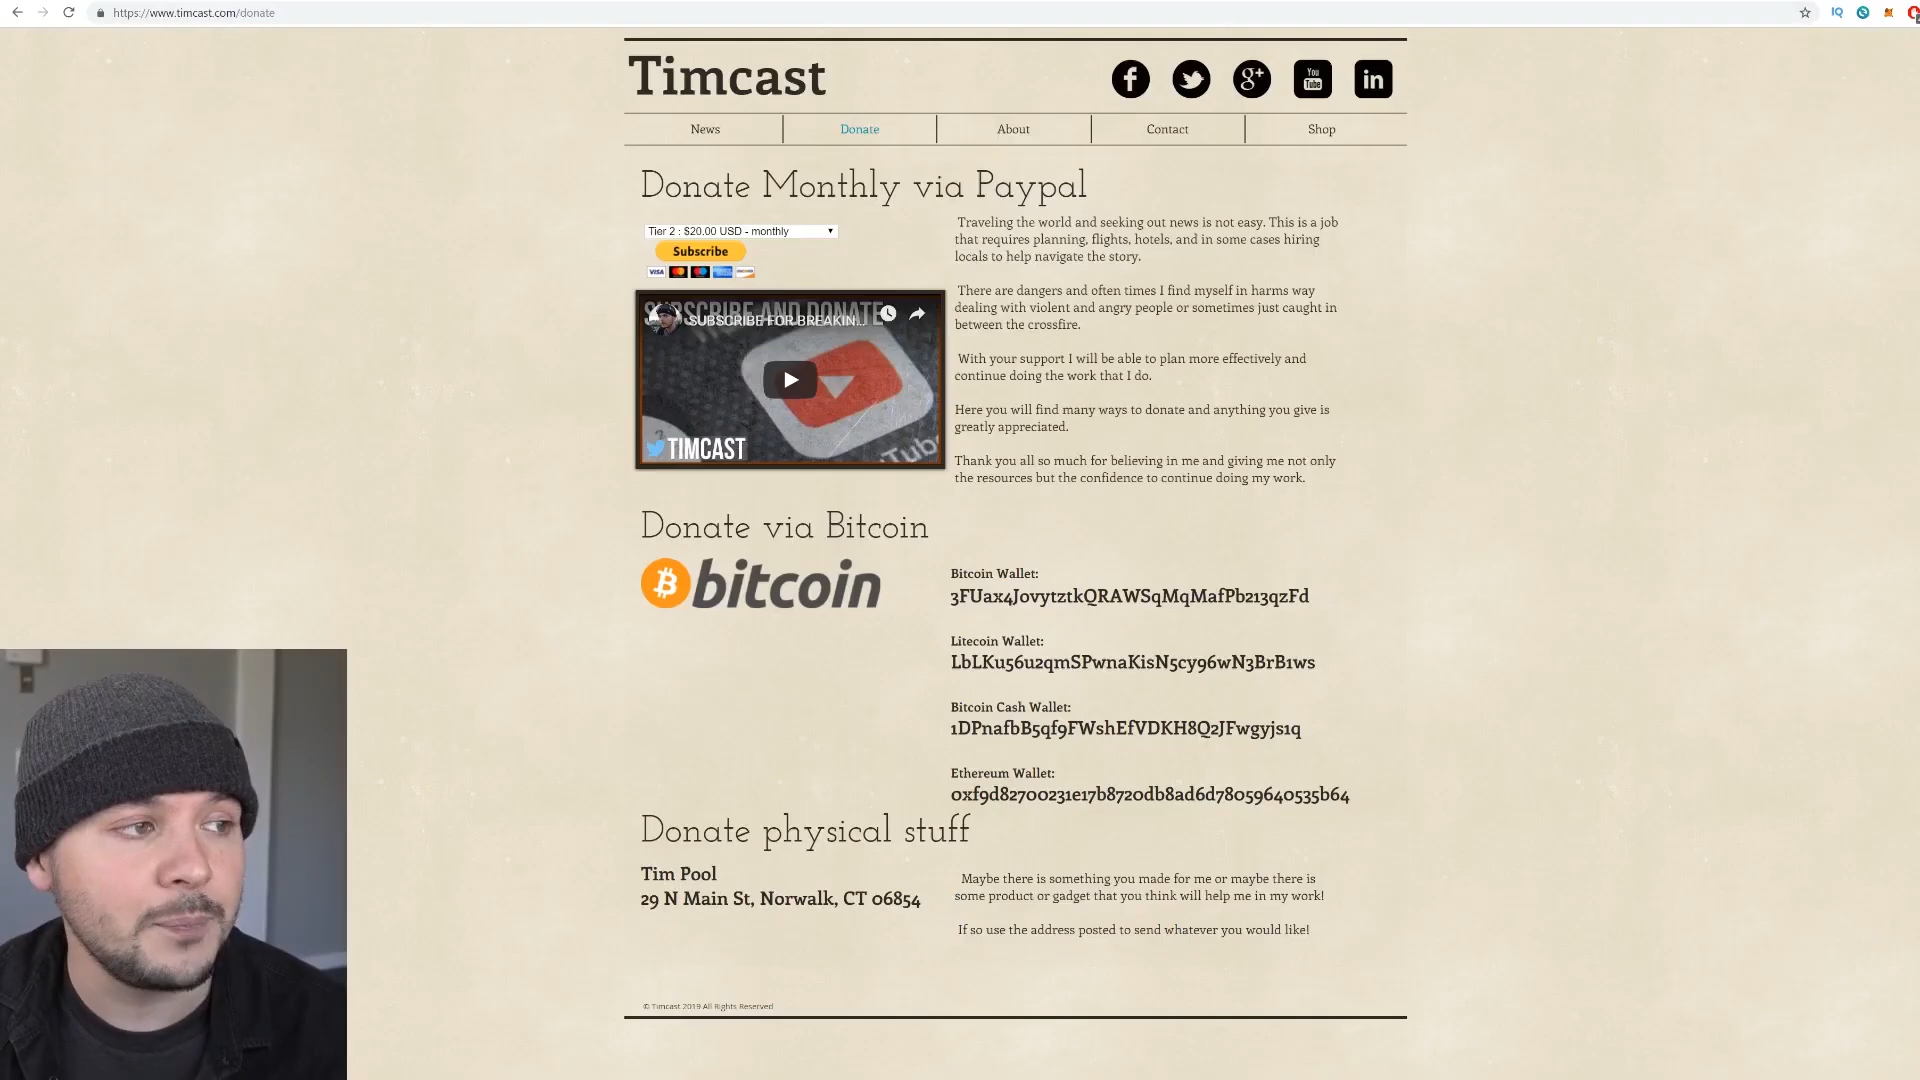 https://www.timcast.com/donate
Timcast
You
Tube
in
News
Donate
About
Contact
Shop
Donate Monthly via Paypal
Tier 2 : $20.00 USD - monthly
Subscribe
VISA
SUBSCRIBE AND DONATE
SUBSCRIBE FOR BREAKIN...
TIMCAST
Traveling the world and seeking out news is not easy. This is a job
that requires planning, flights, hotels, and in some cases hiring
locals to help navigate the story.
There are dangers and often times I find myself in harms way
dealing with violent and angry people or sometimes just caught in
between the crossfire.
With your support I will be able to plan more effectively and
continue doing the work that I do.
Here you will find many ways to donate and anything you give is
greatly appreciated.
Thank you all so much for believing in me and giving me not only
the resources but the confidence to continue doing my work.
Donate via Bitcoin
bitcoin
Bitcoin Wallet:
3FUax4JovytztkQRAWSqMqMafPb213qzFd
Litecoin Wallet:
LbLKu56u2qmSPwnaKisN5cy96wN3BrB1ws
Bitcoin Cash Wallet:
1DPnafbB5qf9FWshEfVDKH8Q2JFwgyjs1q
Ethereum Wallet:
0xf9d82700231e17b8720db8ad6d78059640535b64
Donate physical stuff
Tim Pool
29 N Main St, Norwalk, CT 06854
Maybe there is something you made for me or maybe there is
some product or gadget that you think will help me in my work!
If so use the address posted to send whatever you would like!
© Timcast 2019 All Rights Reserved